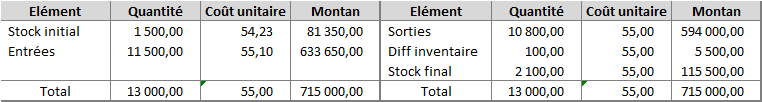 Elément Quantité Coût unitaire Montan Elément Quantité Coût unitaire Montan
Stock initial 1 500,00 54,23 81 350,00 Sorties 10 800,00 55,00 594 000,00
Entrées 11 500,00 55,10 633 650,00 Diff inventaire 100,00 55,00 5 500,00
Stock final 2 100,00 55,00 115 500,00
Total 13 000,00 55,00 715 000,00 Total 13 000,00 55,00 715 000,00